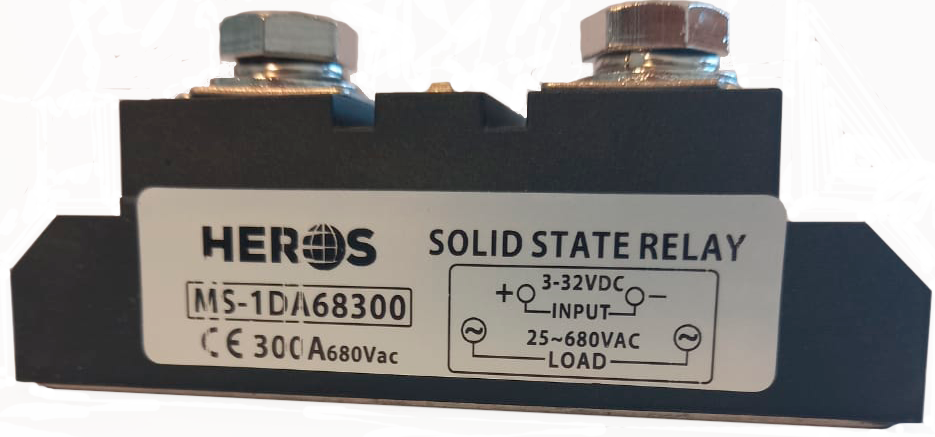 HEROS
MS-1DA68300
CE 300A680Vac
SOLID STATE RELAY
3-32VDC
+ −
INPUT
25~680VAC
LOAD